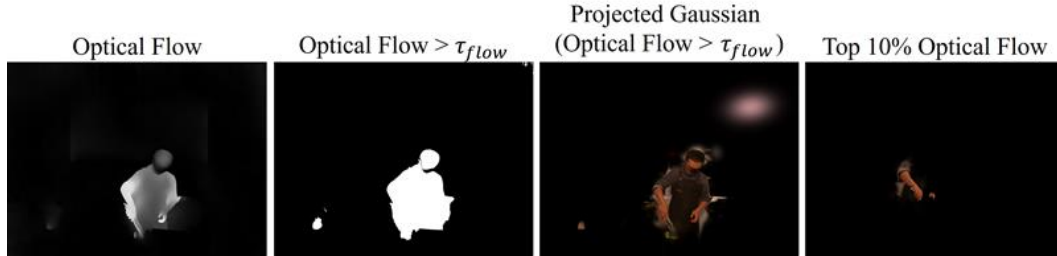 Optical Flow
Optical Flow > τ_flow
Projected Gaussian
(Optical Flow > τ_flow)
Top 10% Optical Flow